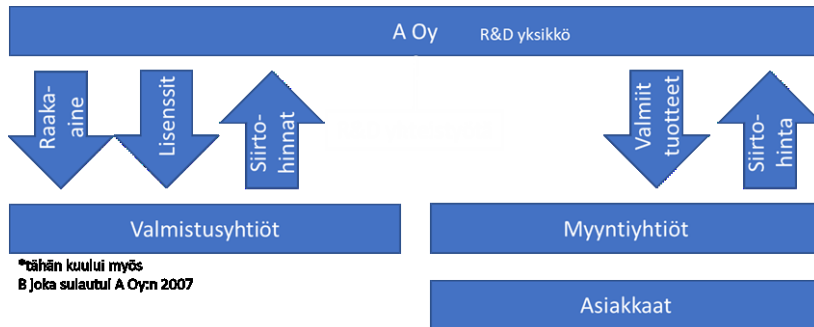 A Oy R&D yksikkö
Raaka-
aine
Lisenssit
Siirto-
hinnat
Valmiit
tuotteet
Siirto-
hinta
Valmistusyhtiöt
Myyntiyhtiöt
*tähän kuului myös
B joka sulautui A Oy:n 2007
Asiakkaat